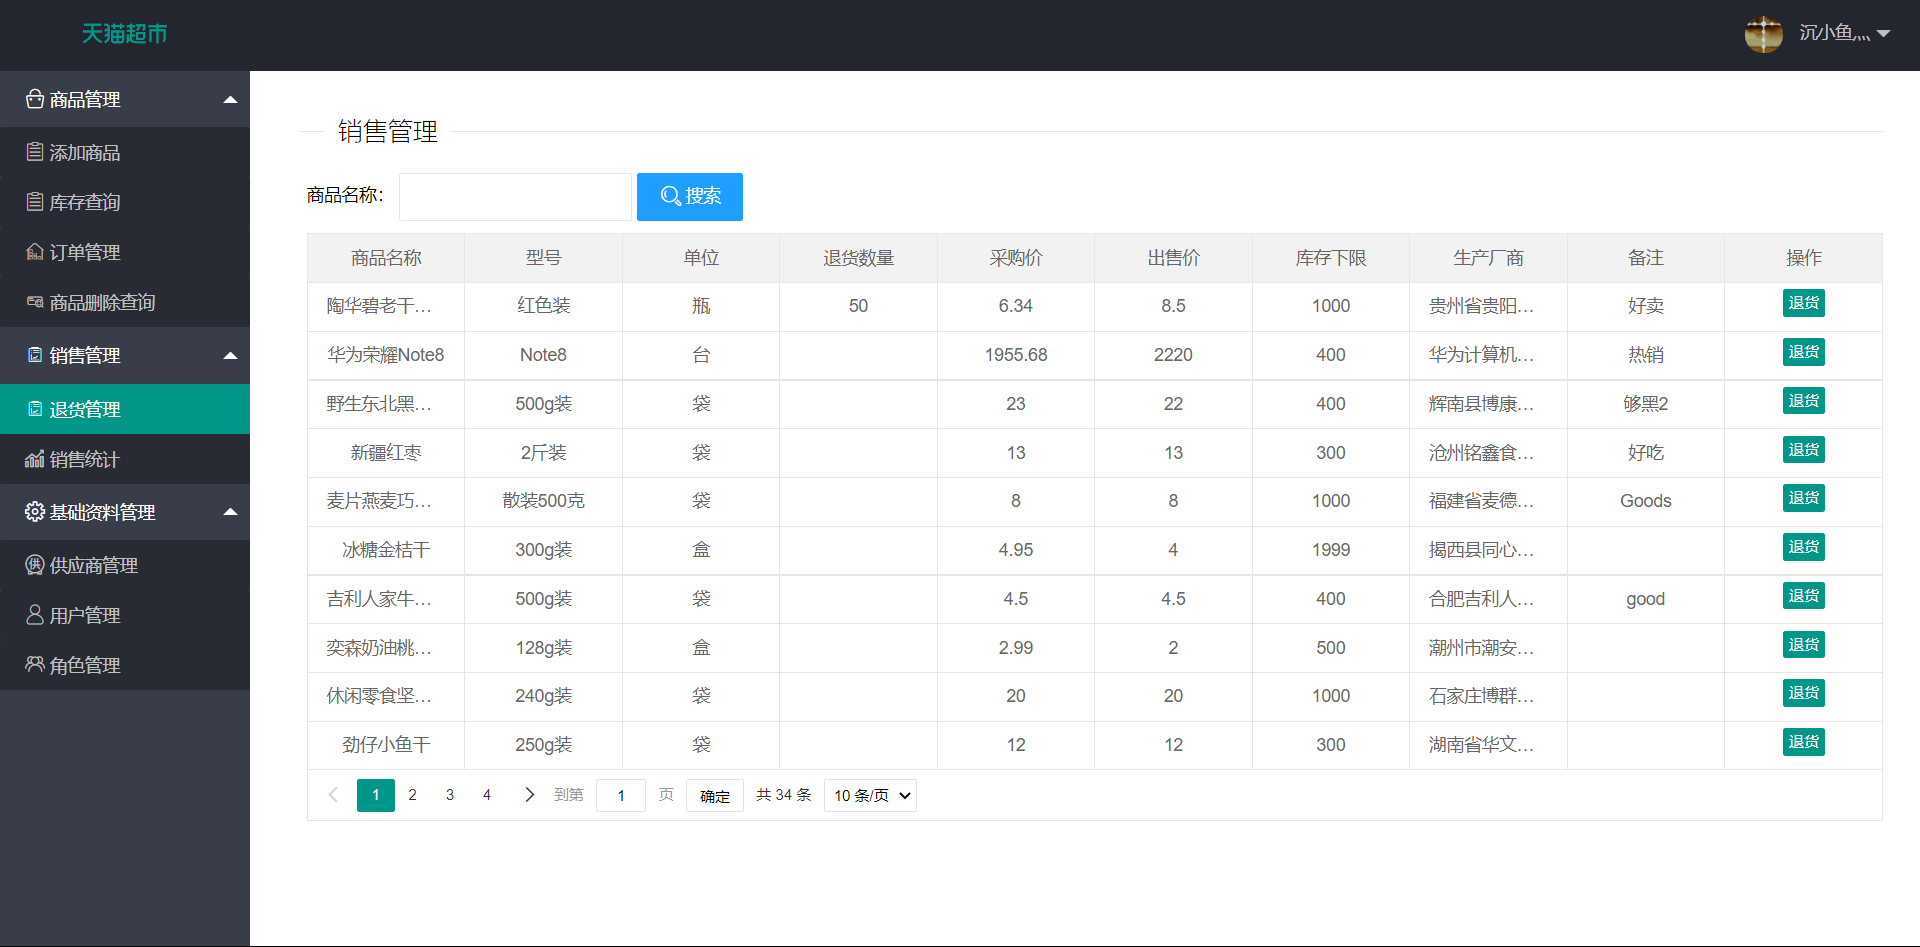 天猫超市
沉小鱼灬
商品管理
添加商品
库存查询
订单管理
商品删除查询
销售管理
退货管理
销售统计
基础资料管理
供应商管理
用户管理
角色管理
销售管理
商品名称:
搜索
商品名称 型号 单位 退货数量 采购价 出售价 库存下限 生产厂商 备注 操作
陶华碧老干... 红色装 瓶 50 6.34 8.5 1000 贵州省贵阳... 好卖 退货
华为荣耀Note8 Note8 台 1955.68 2220 400 华为计算机... 热销 退货
野生东北黑... 500g装 袋 23 22 400 辉南县博康... 够黑2 退货
新疆红枣 2斤装 袋 13 13 300 沧州铭鑫食... 好吃 退货
麦片燕麦巧... 散装500克 袋 8 8 1000 福建省麦德... Goods 退货
冰糖金桔干 300g装 盒 4.95 4 1999 揭西县同心... 退货
吉利人家牛... 500g装 袋 4.5 4.5 400 合肥吉利人... good 退货
奕森奶油桃... 128g装 盒 2.99 2 500 潮州市潮安... 退货
休闲零食坚... 240g装 袋 20 20 1000 石家庄博群... 退货
劲仔小鱼干 250g装 袋 12 12 300 湖南省华文... 退货
1 2 3 4 到第 1 页 确定 共 34 条 10 条/页